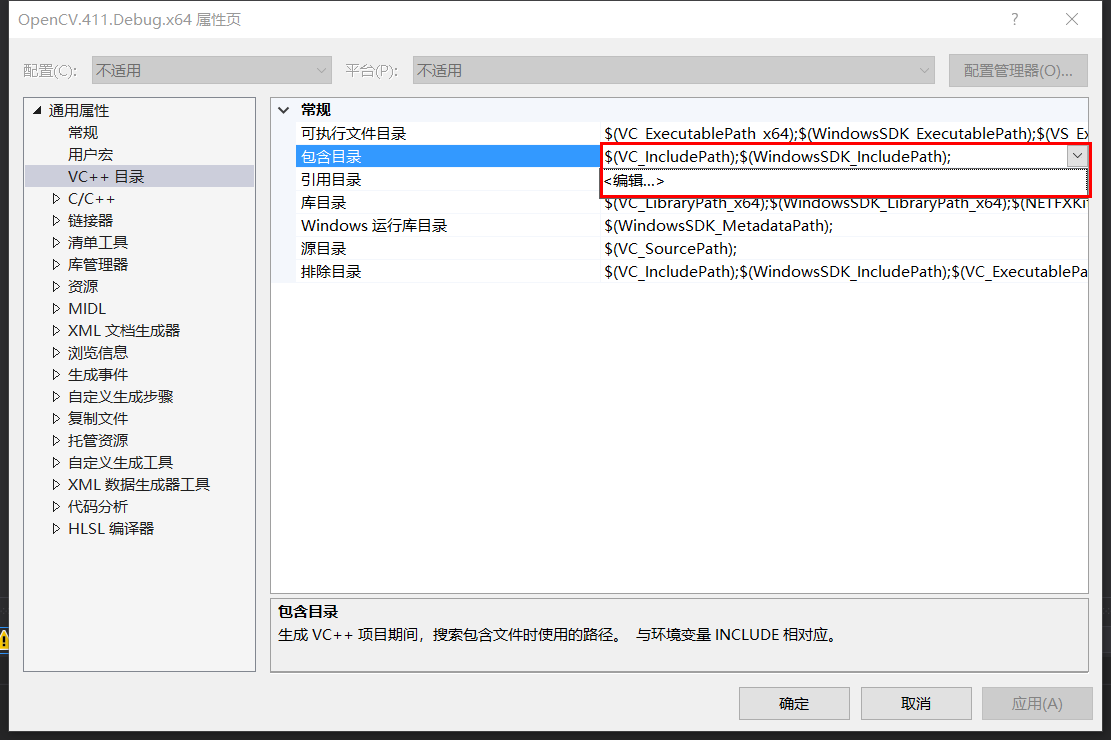 OpenCV.411.Debug.x64 属性页
配置(C): 不适用 平台(P): 不适用 配置管理器(O)...
通用属性
常规
用户宏
VC++ 目录
C/C++
链接器
清单工具
库管理器
资源
MIDL
XML 文档生成器
浏览信息
生成事件
自定义生成步骤
复制文件
托管资源
自定义生成工具
XML 数据生成器工具
代码分析
HLSL 编译器
常规
可执行文件目录 $(VC_ExecutablePath_x64);$(WindowsSDK_ExecutablePath);$(VS_Ex
包含目录 $(VC_IncludePath);$(WindowsSDK_IncludePath);
引用目录 <编辑...>
库目录 $(VC_LibraryPath_x64);$(WindowsSDK_LibraryPath_x64);$(NETFXKi
Windows 运行库目录 $(WindowsSDK_MetadataPath);
源目录 $(VC_SourcePath);
排除目录 $(VC_IncludePath);$(WindowsSDK_IncludePath);$(VC_ExecutablePa
包含目录
生成 VC++ 项目期间，搜索包含文件时使用的路径。 与环境变量 INCLUDE 相对应。
确定 取消 应用(A)